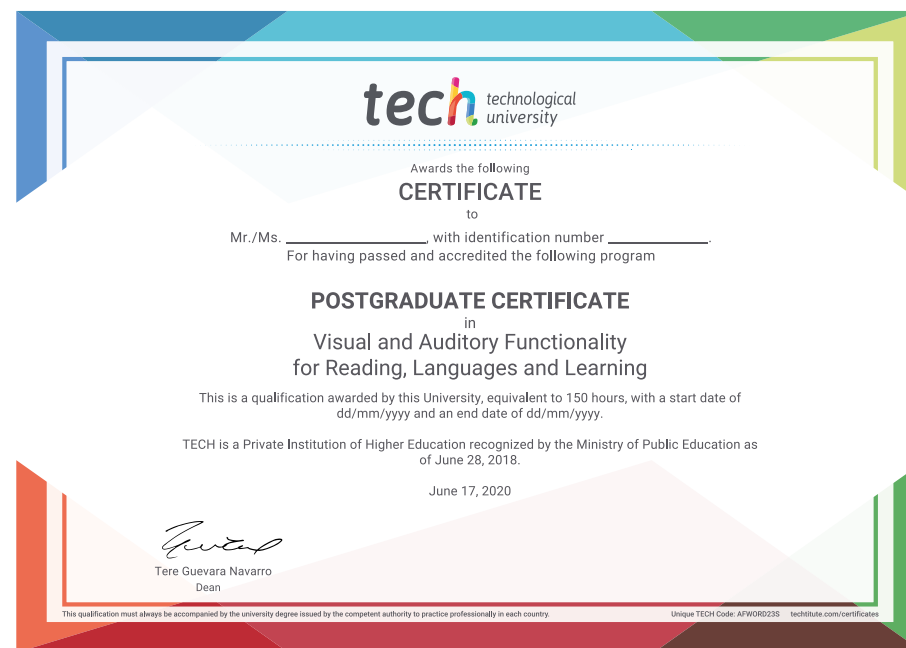 tech technological
university
Awards the following
CERTIFICATE
to
Mr./Ms. ____________________, with identification number ______________.
For having passed and accredited the following program
POSTGRADUATE CERTIFICATE
in
Visual and Auditory Functionality
for Reading, Languages and Learning
This is a qualification awarded by this University, equivalent to 150 hours, with a start date of
dd/mm/yyyy and an end date of dd/mm/yyyy.
TECH is a Private Institution of Higher Education recognized by the Ministry of Public Education as
of June 28, 2018.
June 17, 2020
Tere Guevara Navarro
Dean
This qualification must always be accompanied by the university degree issued by the competent authority to practice professionally in each country.
Unique TECH Code: AFWORD23S techtitute.com/certificates